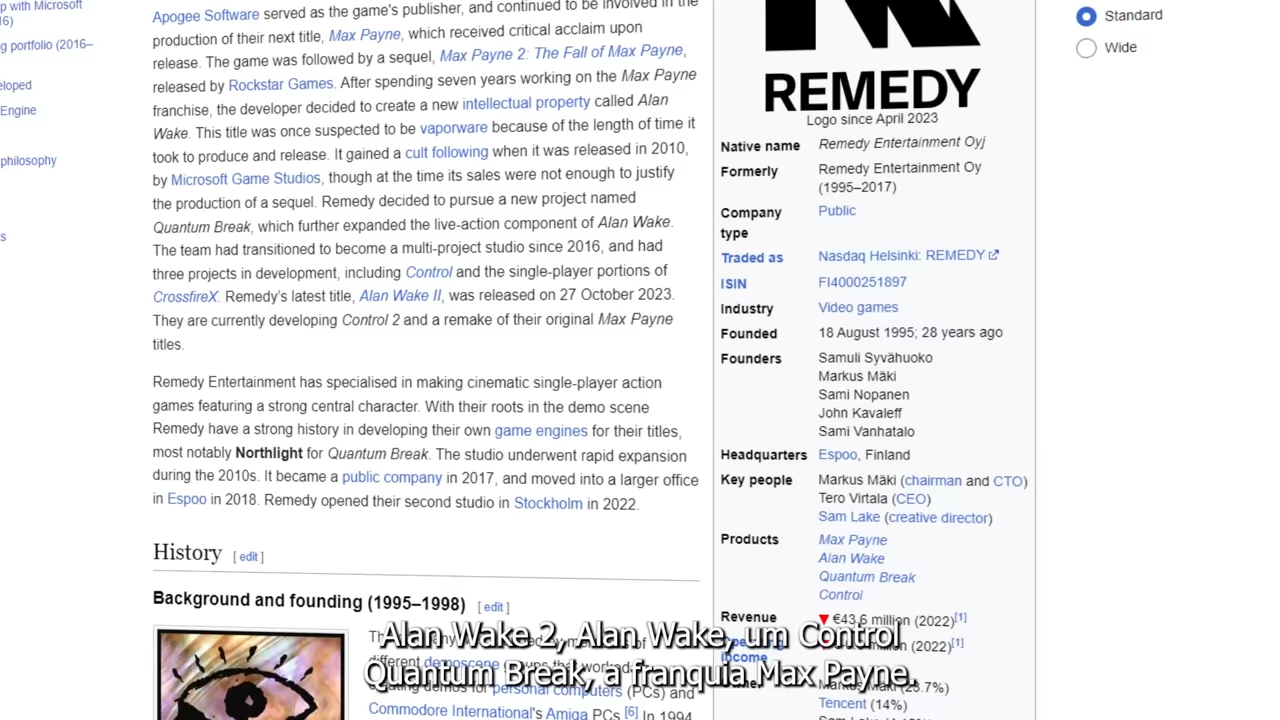 p with Microsoft
16)
g portfolio (2016–
eloped
Engine
philosophy
s
Apogee Software served as the game's publisher, and continued to be involved in the
production of their next title, Max Payne, which received critical acclaim upon
release. The game was followed by a sequel, Max Payne 2: The Fall of Max Payne,
released by Rockstar Games. After spending seven years working on the Max Payne
franchise, the developer decided to create a new intellectual property called Alan
Wake. This title was once suspected to be vaporware because of the length of time it
took to produce and release. It gained a cult following when it was released in 2010,
by Microsoft Game Studios, though at the time its sales were not enough to justify
the production of a sequel. Remedy decided to pursue a new project named
Quantum Break, which further expanded the live-action component of Alan Wake.
The team had transitioned to become a multi-project studio since 2016, and had
three projects in development, including Control and the single-player portions of
CrossfireX. Remedy's latest title, Alan Wake II, was released on 27 October 2023.
They are currently developing Control 2 and a remake of their original Max Payne
titles.
Remedy Entertainment has specialised in making cinematic single-player action
games featuring a strong central character. With their roots in the demo scene
Remedy have a strong history in developing their own game engines for their titles,
most notably Northlight for Quantum Break. The studio underwent rapid expansion
during the 2010s. It became a public company in 2017, and moved into a larger office
in Espoo in 2018. Remedy opened their second studio in Stockholm in 2022.
History [ edit ]
Background and founding (1995–1998) [ edit ]
different
personal computers (PCs) and
Commodore International's Amiga PCs.[6] In 1994
REMEDY
Logo since April 2023
Native name Remedy Entertainment Oyj
Formerly Remedy Entertainment Oy
(1995–2017)
Company Public
type
Traded as Nasdaq Helsinki: REMEDY
ISIN FI4000251897
Industry Video games
Founded 18 August 1995; 28 years ago
Founders Samuli Syvähuoko
Markus Mäki
Sami Nopanen
John Kavaleff
Sami Vanhatalo
Headquarters Espoo, Finland
Key people Markus Mäki (chairman and CTO)
Tero Virtala (CEO)
Sam Lake (creative director)
Products Max Payne
Alan Wake
Quantum Break
Control
Revenue ▼ €43.6 million (2022)[1]
income (2022)[1]
Markus Mäki
Tencent (14%)
Standard
Wide
Alan Wake 2, Alan Wake, um Control
Quantum Break, a franquia Max Payne.